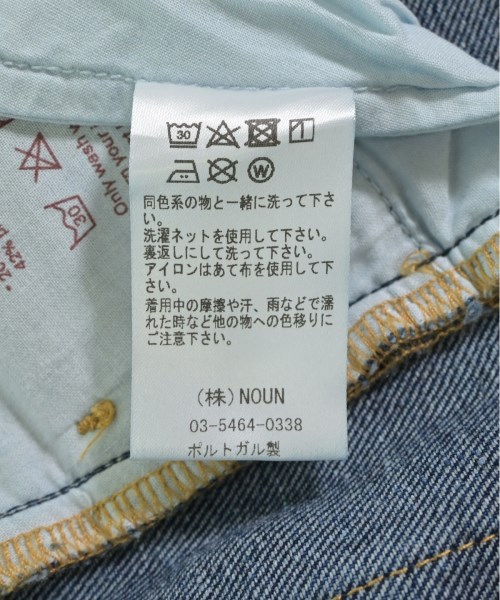 30
W
同色系の物と一緒に洗って下さ
い。
洗濯ネットを使用して下さい。
裏返しにして洗って下さい。
アイロンはあて布を使用して下さい。
着用中の摩擦や汗、雨などで濡
れた時など他の物への色移りに
ご注意下さい。
(株) NOUN
03-5464-0338
ポルトガル製
Only wash
30
42%